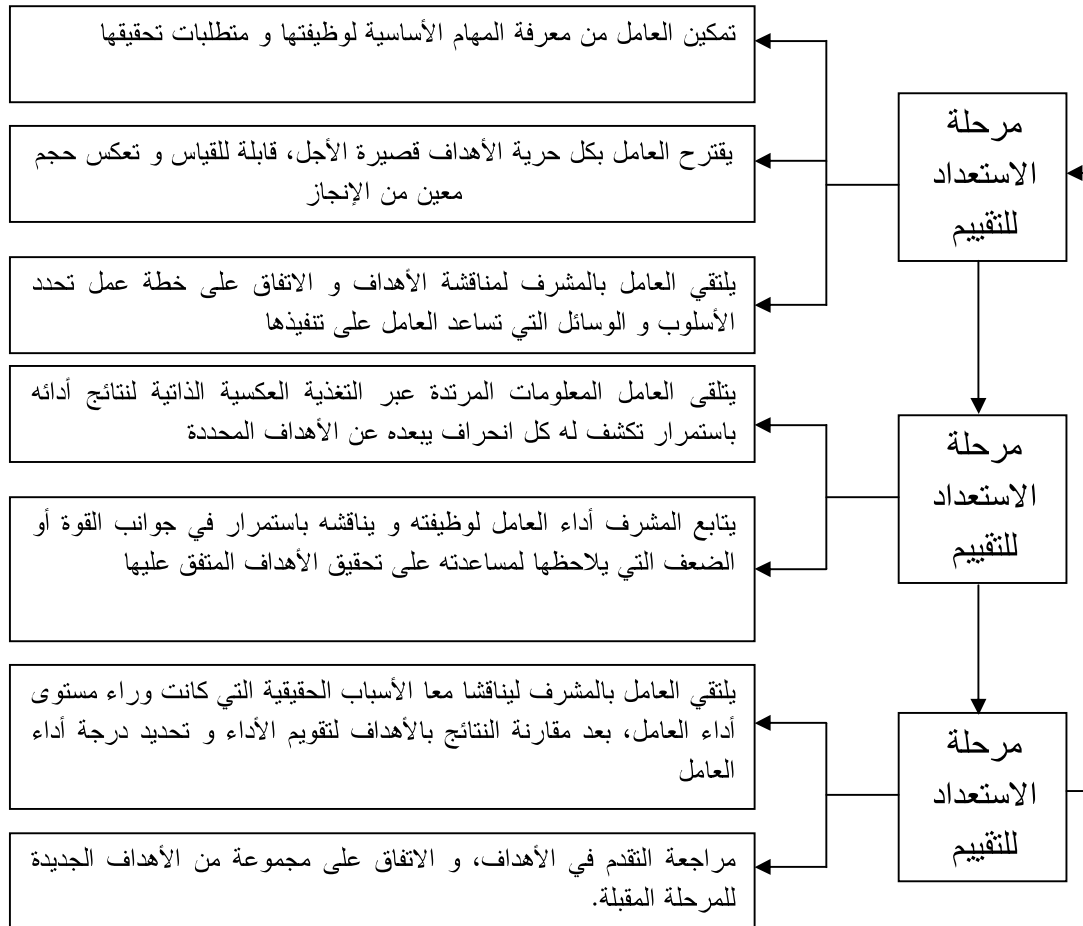 تمكين العامل من معرفة المهام الأساسية لوظيفتها و متطلبات تحقيقها
مرحلة
الاستعداد
للتقييم
يقترح العامل بكل حرية الأهداف قصيرة الأجل، قابلة للقياس و تعكس حجم
معين من الإنجاز
يلتقي العامل بالمشرف لمناقشة الأهداف و الاتفاق على خطة عمل تحدد
الأسلوب و الوسائل التي تساعد العامل على تنفيذها
يتلقى العامل المعلومات المرتدة عبر التغذية العكسية الذاتية لنتائج أدائه
باستمرار تكشف له كل انحراف يبعده عن الأهداف المحددة
مرحلة
الاستعداد
للتقييم
يتابع المشرف أداء العامل لوظيفته و يناقشه باستمرار في جوانب القوة أو
الضعف التي يلاحظها لمساعدته على تحقيق الأهداف المتفق عليها
يلتقي العامل بالمشرف ليناقشا معا الأسباب الحقيقية التي كانت وراء مستوى
أداء العامل، بعد مقارنة النتائج بالأهداف لتقويم الأداء و تحديد درجة أداء
العامل
مرحلة
الاستعداد
للتقييم
مراجعة التقدم في الأهداف، و الاتفاق على مجموعة من الأهداف الجديدة
للمرحلة المقبلة.